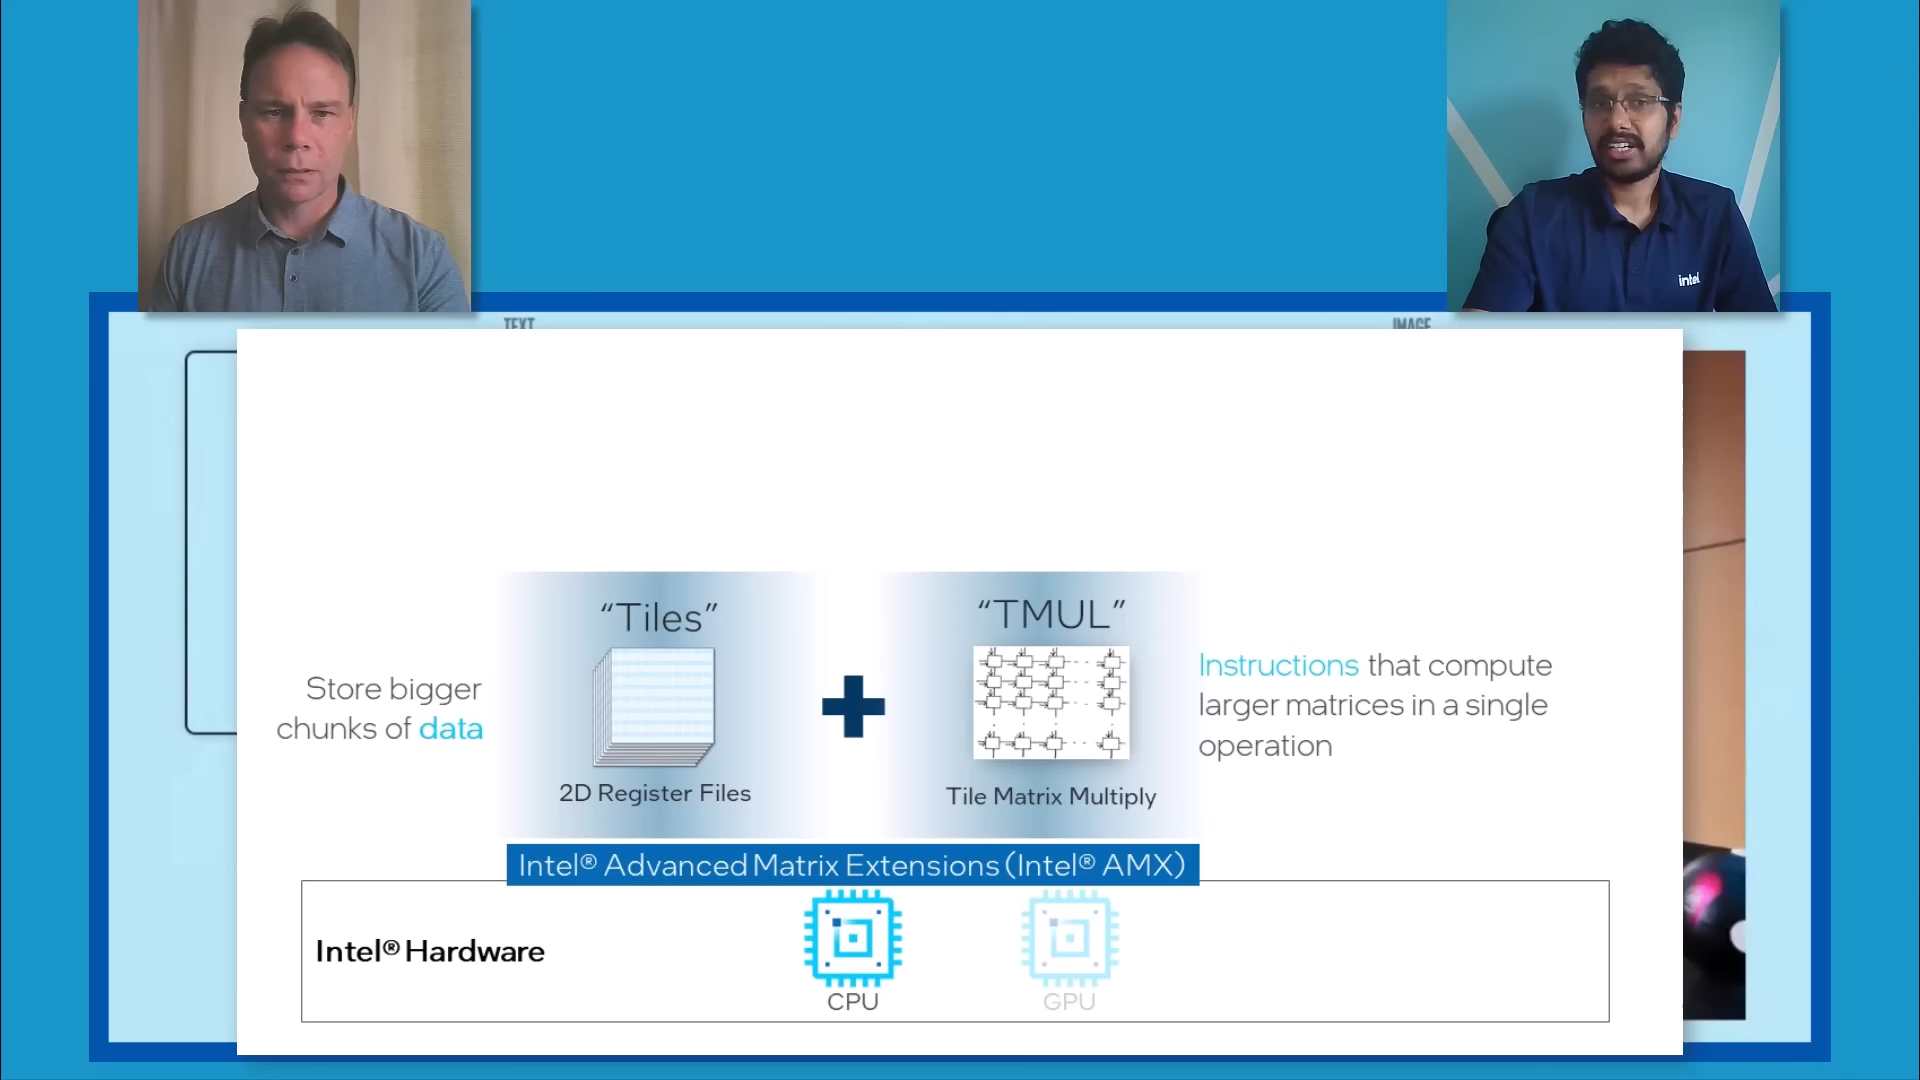 intel
TEXT
IMAGE
“Tiles”
“TMUL”
Store bigger
chunks of data
Instructions that compute
larger matrices in a single
operation
2D Register Files
Tile Matrix Multiply
Intel® Advanced Matrix Extensions (Intel® AMX)
Intel® Hardware
CPU
GPU